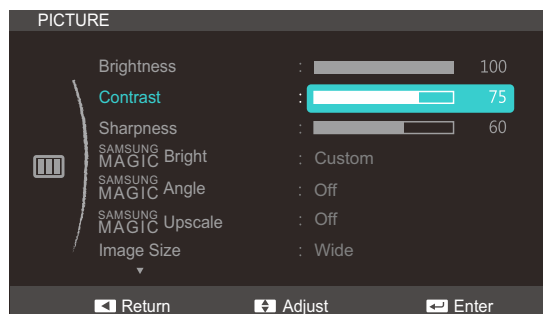 PICTURE
Brightness : 100
Contrast : 75
Sharpness : 60
SAMSUNG MAGIC Bright : Custom
SAMSUNG MAGIC Angle : Off
SAMSUNG MAGIC Upscale : Off
Image Size : Wide
Return Adjust Enter